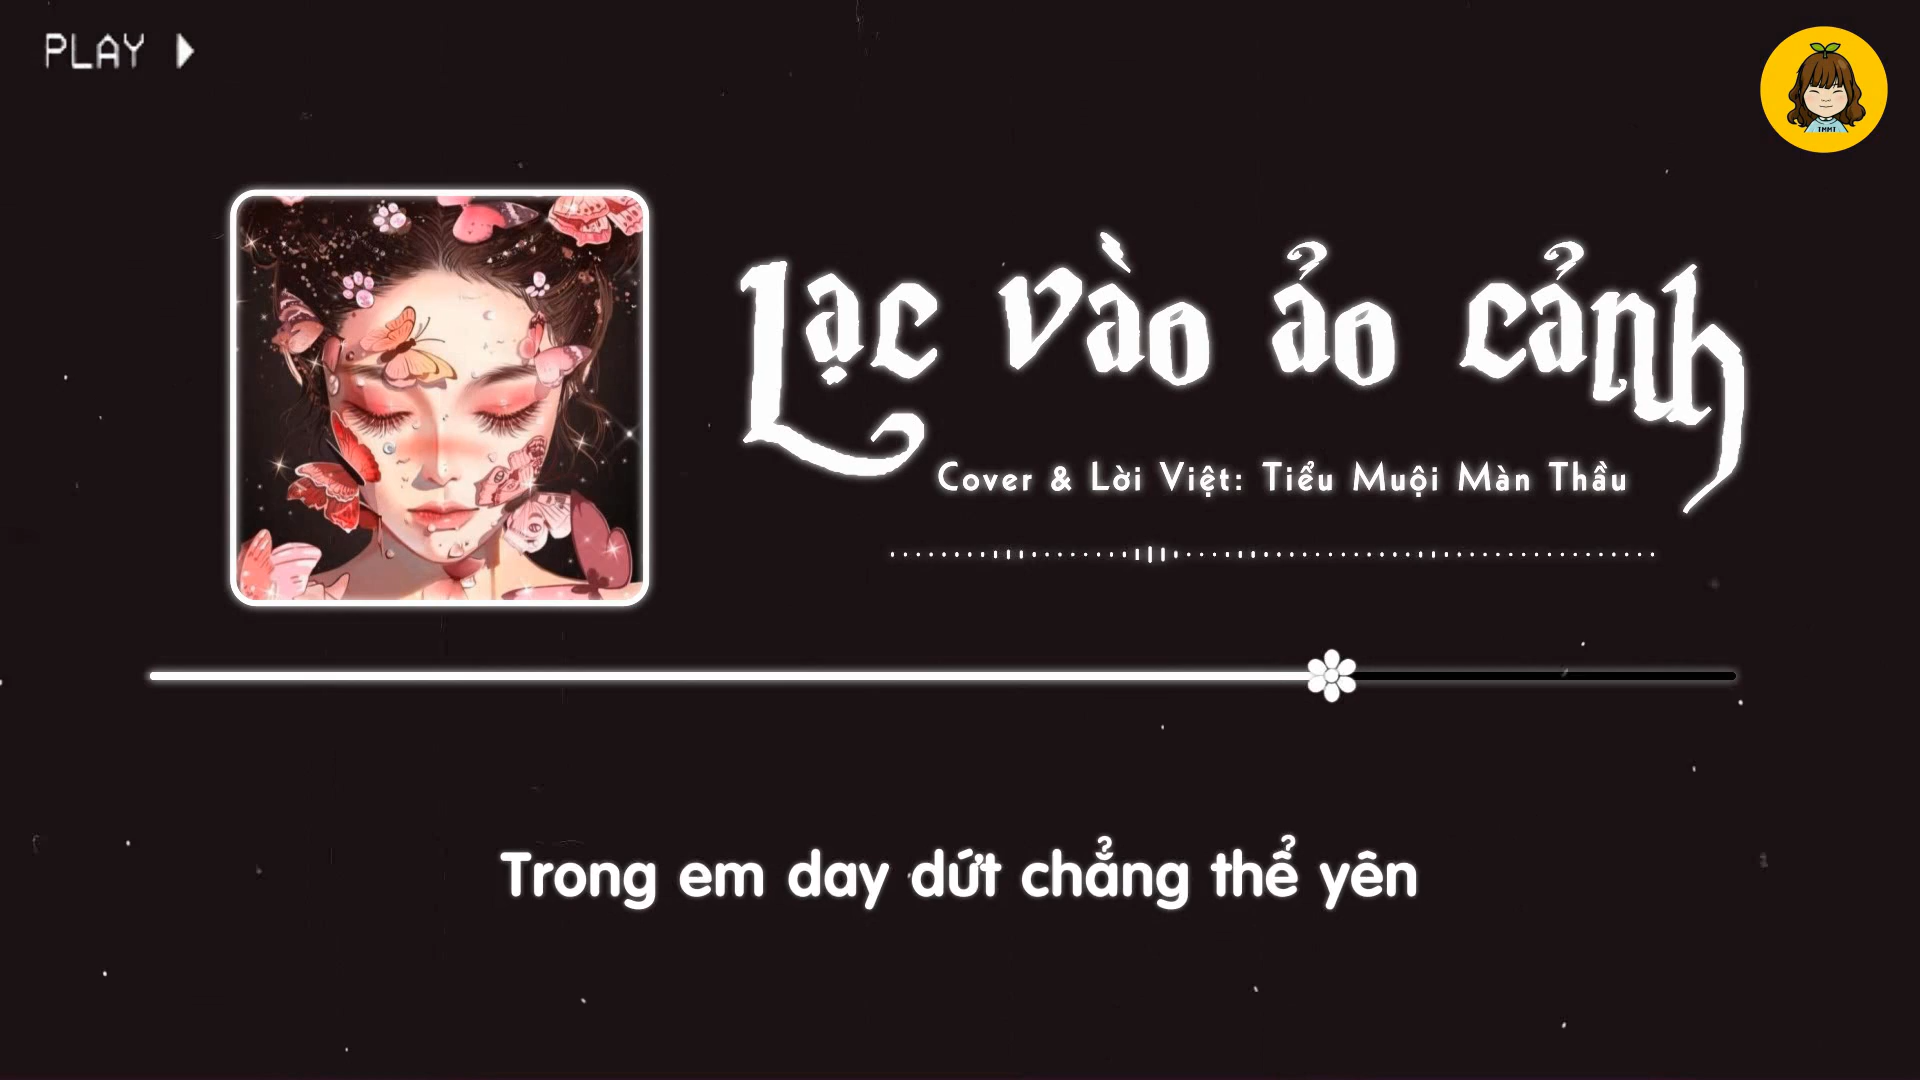 PLAY
TMMT
Lạc vào ảo cảnh
Cover & Lời Việt: Tiểu Muội Màn Thầu
Trong em day dứt chẳng thể yên